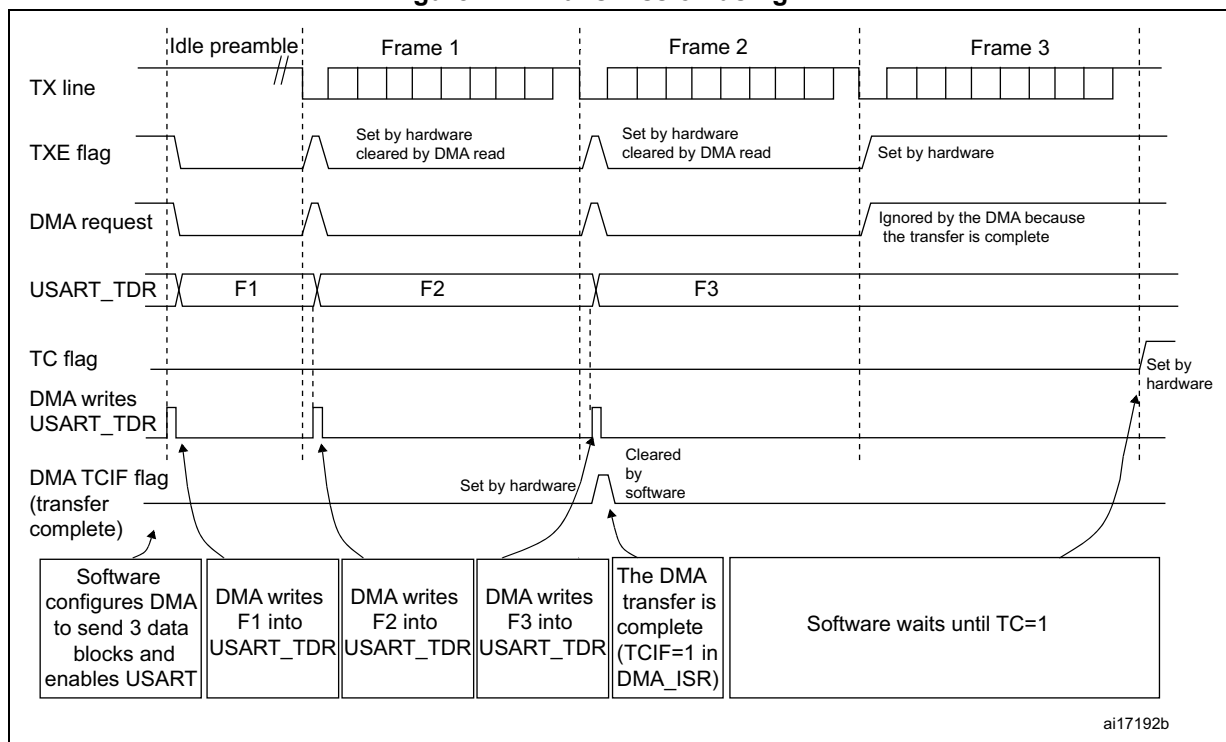 Idle preamble
Frame 1
Frame 2
Frame 3
TX line
TXE flag
Set by hardware
cleared by DMA read
Set by hardware
cleared by DMA read
Set by hardware
DMA request
Ignored by the DMA because
the transfer is complete
USART_TDR
F1
F2
F3
TC flag
Set by
hardware
DMA writes
USART_TDR
DMA TCIF flag
(transfer
complete)
Set by hardware
Cleared
by
software
Software
configures DMA
to send 3 data
blocks and
enables USART
DMA writes
F1 into
USART_TDR
DMA writes
F2 into
USART_TDR
DMA writes
F3 into
USART_TDR
The DMA
transfer is
complete
(TCIF=1 in
DMA_ISR)
Software waits until TC=1
ai17192b